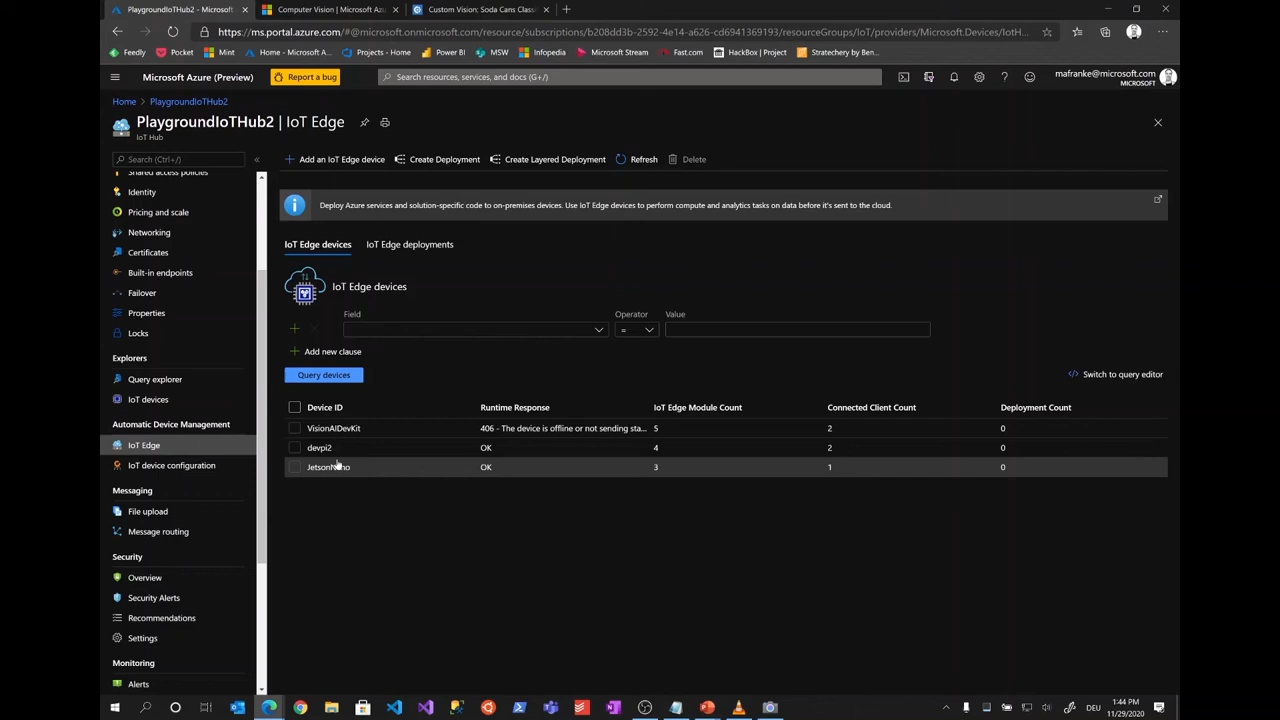 PlaygroundIoTHub2 - Microsoft
Computer Vision | Microsoft Azu
Custom Vision: Soda Cans Class
https://ms.portal.azure.com/#@microsoft.onmicrosoft.com/resource/subscriptions/b208dd3b-2592-4e14-a626-cd6941369193/resourceGroups/IoT/providers/Microsoft.Devices/IotH...
Feedly
Pocket
Mint
Home - Microsoft A...
Projects - Home
Power BI
MSW
Infopedia
Microsoft Stream
Fast.com
HackBox | Project
Stratechery by Ben...
Microsoft Azure (Preview)
Report a bug
Search resources, services, and docs (G+/)
mafranke@microsoft.com
MICROSOFT
Home > PlaygroundIoTHub2
PlaygroundIoTHub2 | IoT Edge
IoT Hub
Search (Ctrl+/)
Add an IoT Edge device
Create Deployment
Create Layered Deployment
Refresh
Delete
Shared access policies
Identity
Pricing and scale
Networking
Certificates
Built-in endpoints
Failover
Properties
Locks
Explorers
Query explorer
IoT devices
Automatic Device Management
IoT Edge
IoT device configuration
Messaging
File upload
Message routing
Security
Overview
Security Alerts
Recommendations
Settings
Monitoring
Alerts
Deploy Azure services and solution-specific code to on-premises devices. Use IoT Edge devices to perform compute and analytics tasks on data before it's sent to the cloud.
IoT Edge devices
IoT Edge deployments
IoT Edge devices
Field Operator Value
=
Add new clause
Query devices
</> Switch to query editor
Device ID Runtime Response IoT Edge Module Count Connected Client Count Deployment Count
VisionAIDevKit 406 - The device is offline or not sending sta... 5 2 0
devpi2 OK 4 2 0
JetsonNano OK 3 1 0
DEU
1:44 PM
11/29/2020